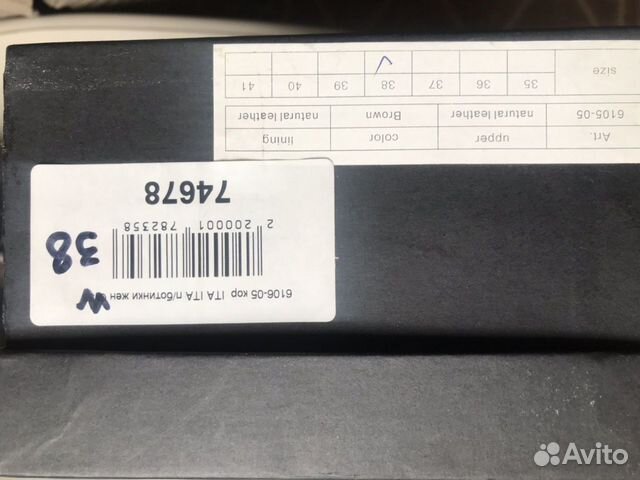 Art. upper color lining
6105-05 natural leather Brown natural leather
35 36 37 38 39 40 41
size
6106-05 кор ITA ITA п/ботинки жен
2 200001 782358
38
74678
Avito